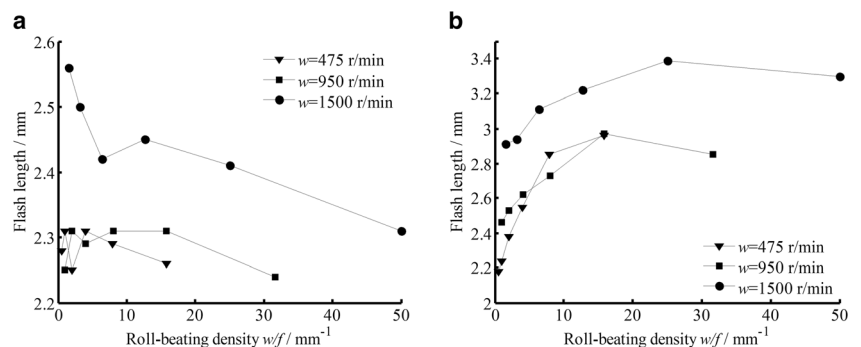 a
2.6
2.5
2.4
2.3
2.2
0
10
20
30
40
50
Flash length / mm
Roll-beating density w/f / mm⁻¹
w=475 r/min
w=950 r/min
w=1500 r/min
b
3.4
3.2
3
2.8
2.6
2.4
2.2
2
0
10
20
30
40
50
Flash length / mm
Roll-beating density w/f / mm⁻¹
w=475 r/min
w=950 r/min
w=1500 r/min